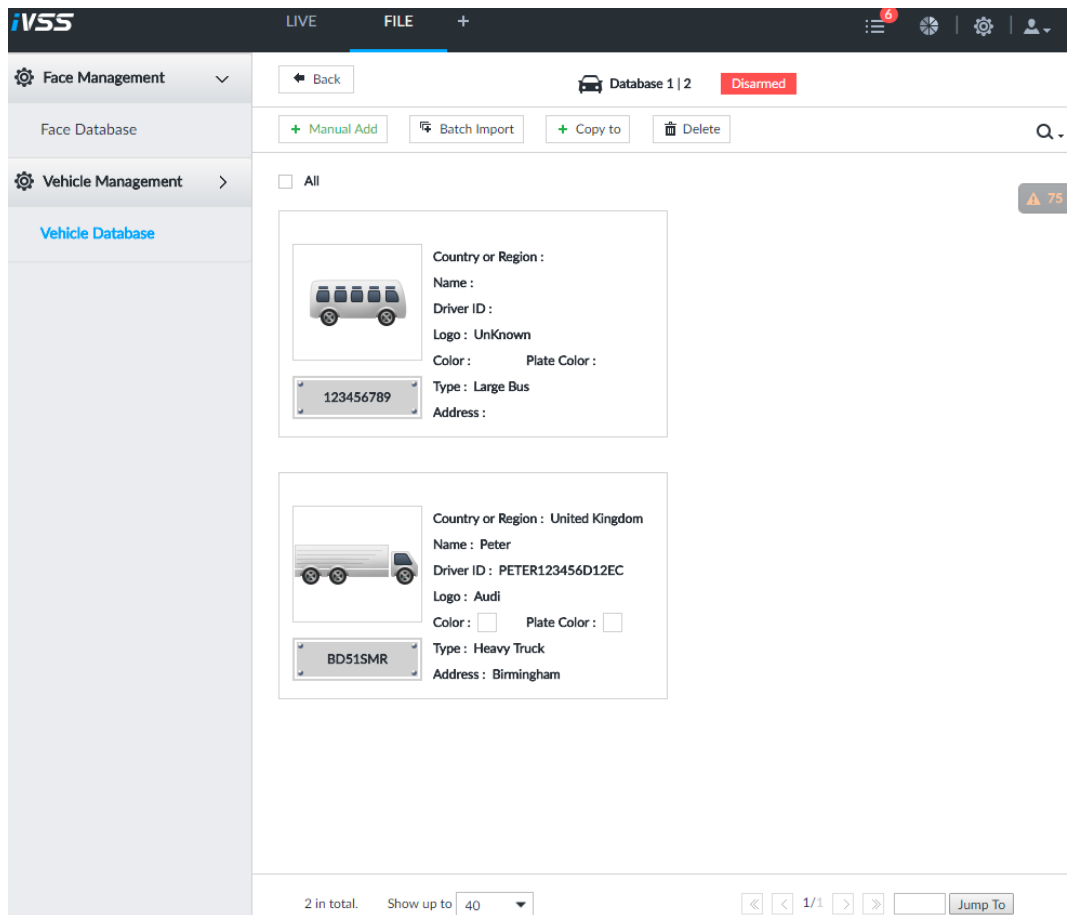 iVSS LIVE FILE + 6
Face Management
Face Database
Vehicle Management
Vehicle Database
Back Database 1 | 2 Disarmed
+ Manual Add Batch Import + Copy to Delete
All
75
Country or Region :
Name :
Driver ID :
Logo : UnKnown
Color : Plate Color :
Type : Large Bus
Address :
123456789
Country or Region : United Kingdom
Name : Peter
Driver ID : PETER123456D12EC
Logo : Audi
Color : Plate Color :
Type : Heavy Truck
Address : Birmingham
BD51SMR
2 in total. Show up to 40 1/1 Jump To